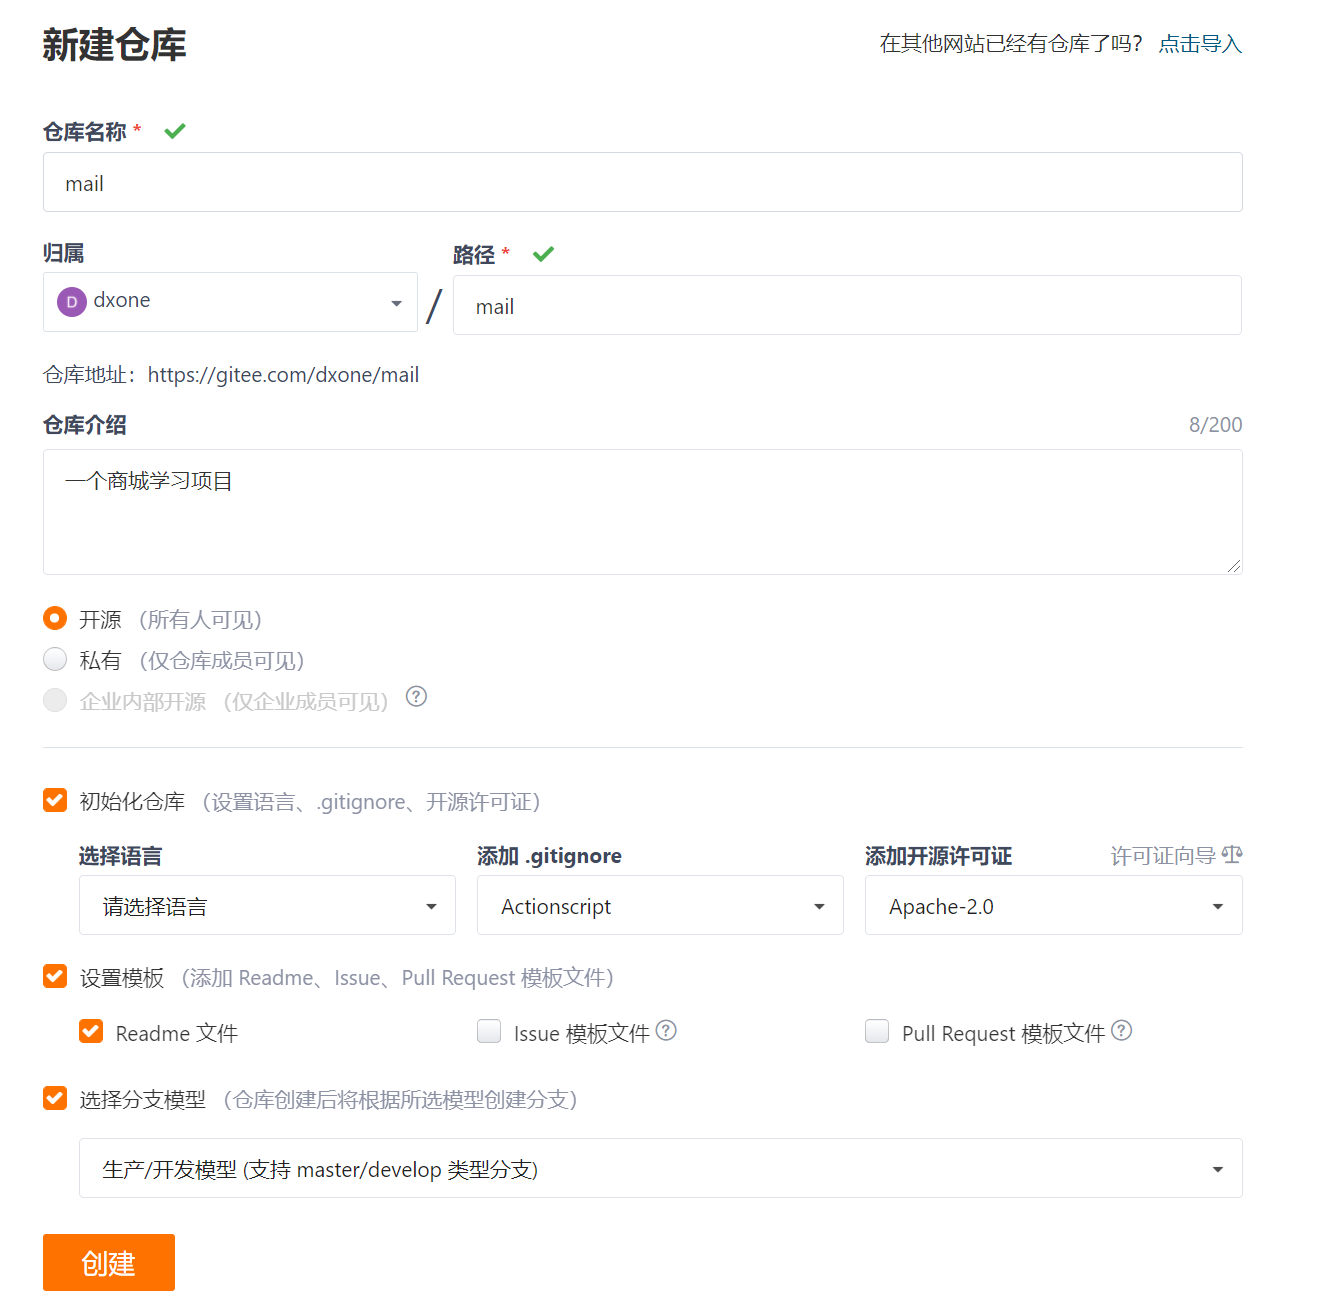 新建仓库
在其他网站已经有仓库了吗？ 点击导入
仓库名称 *
mail
归属
路径 *
D dxone
/
mail
仓库地址：https://gitee.com/dxone/mail
仓库介绍
8/200
一个商城学习项目
开源 （所有人可见）
私有 （仅仓库成员可见）
企业内部开源 （仅企业成员可见） ?
初始化仓库 （设置语言、.gitignore、开源许可证）
选择语言
添加 .gitignore
添加开源许可证
许可证向导
请选择语言
Actionscript
Apache-2.0
设置模板 （添加 Readme、Issue、Pull Request 模板文件）
Readme 文件
Issue 模板文件 ?
Pull Request 模板文件 ?
选择分支模型 （仓库创建后将根据所选模型创建分支）
生产/开发模型 (支持 master/develop 类型分支)
创建